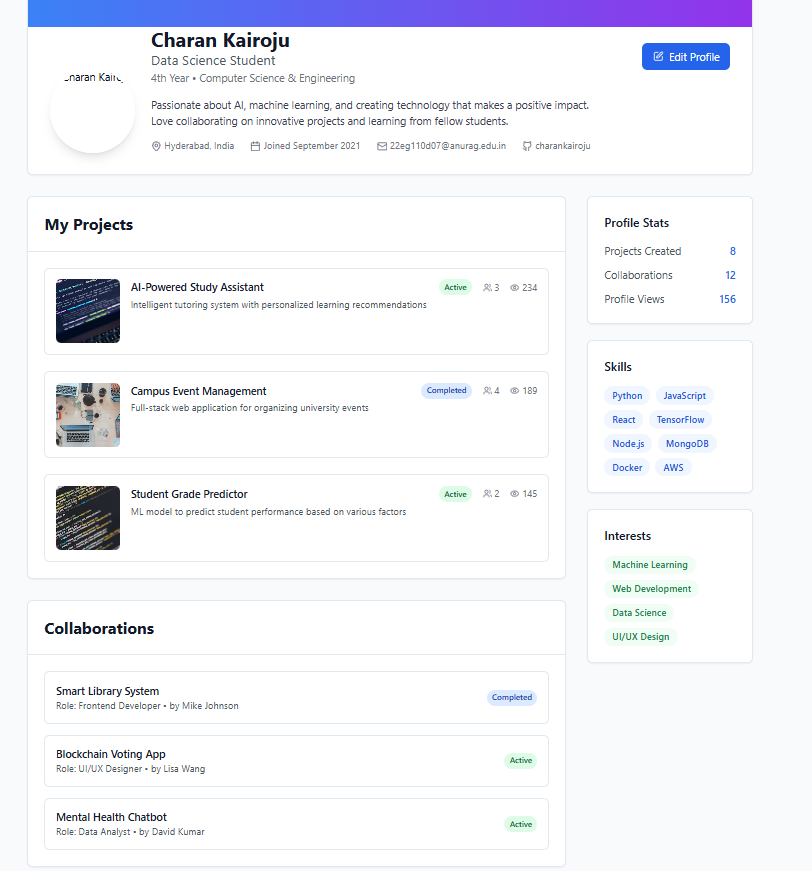 Charan Kairoju
Data Science Student
4th Year • Computer Science & Engineering
Edit Profile
Passionate about AI, machine learning, and creating technology that makes a positive impact.
Love collaborating on innovative projects and learning from fellow students.
Hyderabad, India
Joined September 2021
22eg110d07@anurag.edu.in
charankairoju
My Projects
AI-Powered Study Assistant
Active
3
234
Intelligent tutoring system with personalized learning recommendations
Campus Event Management
Completed
4
189
Full-stack web application for organizing university events
Student Grade Predictor
Active
2
145
ML model to predict student performance based on various factors
Collaborations
Smart Library System
Role: Frontend Developer • by Mike Johnson
Completed
Blockchain Voting App
Role: UI/UX Designer • by Lisa Wang
Active
Mental Health Chatbot
Role: Data Analyst • by David Kumar
Active
Profile Stats
Projects Created 8
Collaborations 12
Profile Views 156
Skills
Python JavaScript
React TensorFlow
Node.js MongoDB
Docker AWS
Interests
Machine Learning
Web Development
Data Science
UI/UX Design